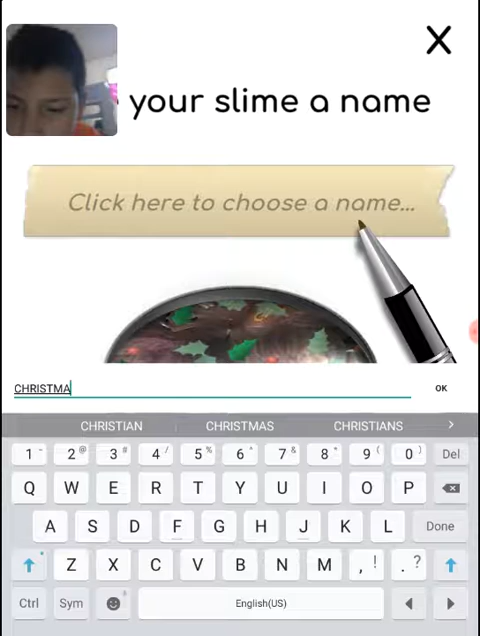 your slime a name
Click here to choose a name...
CHRISTMA
OK
CHRISTIAN CHRISTMAS CHRISTIANS >
1 - 2 @ 3 # 4 / 5 % 6 ^ 7 & 8 * 9 ( 0 ) Del
Q W E R T Y U I O P
A S D F G H J K L Done
Z X C V B N M , ! . ?
Ctrl Sym English(US)